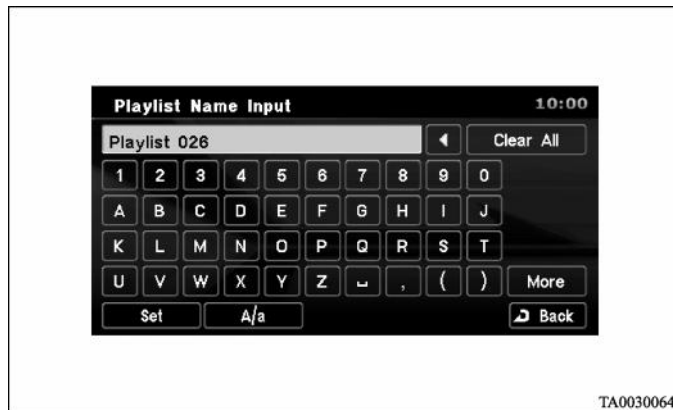 Playlist Name Input 10:00
Playlist 026 Clear All
1 2 3 4 5 6 7 8 9 0
A B C D E F G H I J
K L M N O P Q R S T
U V W X Y Z ␣ , ( ) More
Set A/a Back
TA0030064